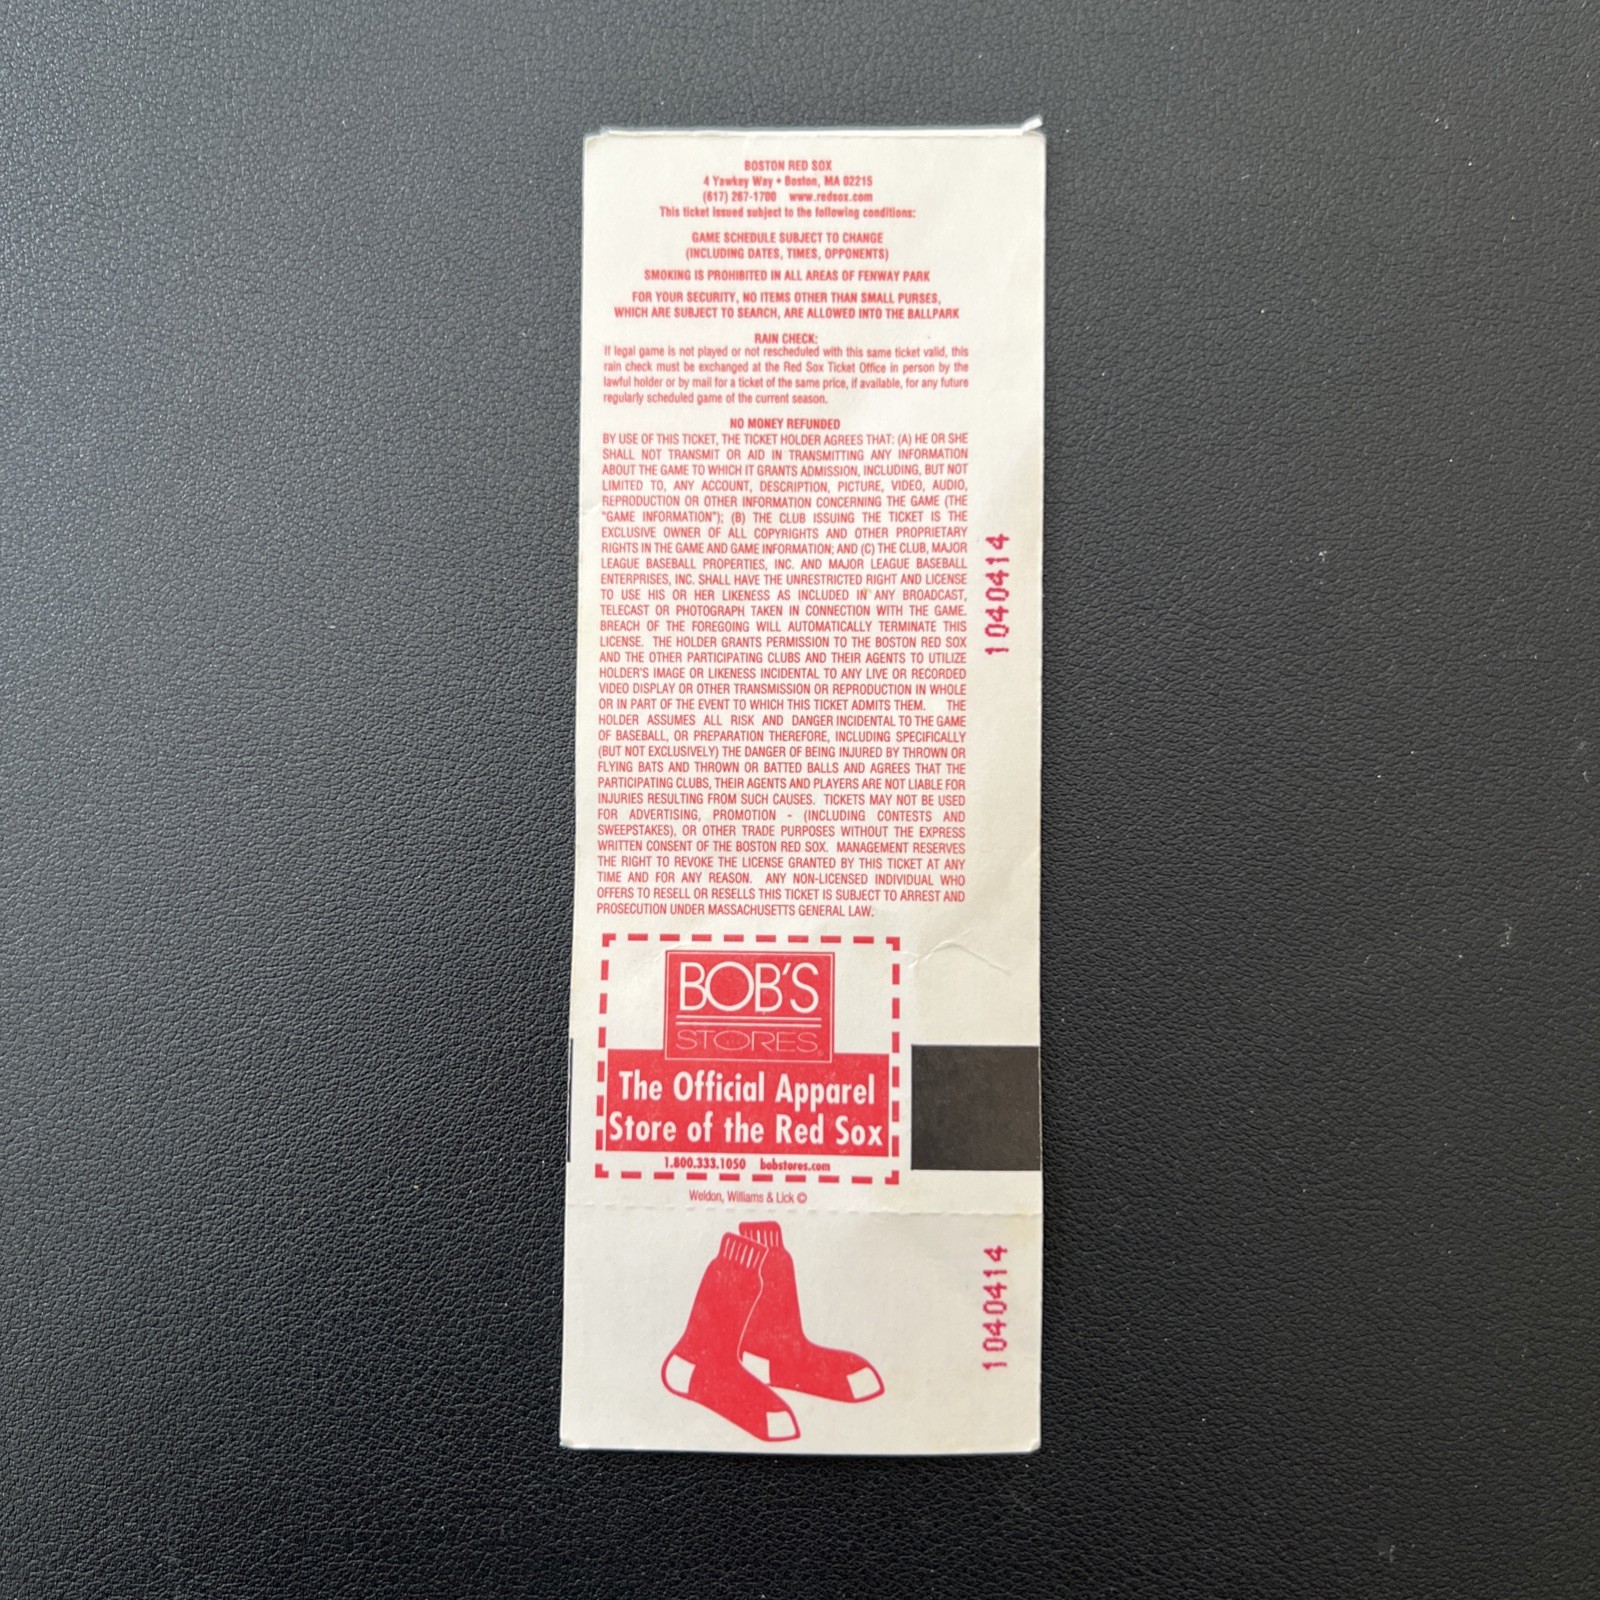 BOSTON RED SOX
4 Yawkey Way • Boston, MA 02215
(617) 267-1700 www.redsox.com
This ticket issued subject to the following conditions:
GAME SCHEDULE SUBJECT TO CHANGE
(INCLUDING DATES, TIMES, OPPONENTS)
SMOKING IS PROHIBITED IN ALL AREAS OF FENWAY PARK
FOR YOUR SECURITY, NO ITEMS OTHER THAN SMALL PURSES,
WHICH ARE SUBJECT TO SEARCH, ARE ALLOWED INTO THE BALLPARK
RAIN CHECK:
If legal game is not played or not rescheduled with this same ticket valid, this
rain check must be exchanged at the Red Sox Ticket Office in person by the
lawful holder or by mail for a ticket of the same price, if available, for any future
regularly scheduled game of the current season.
NO MONEY REFUNDED
BY USE OF THIS TICKET, THE TICKET HOLDER AGREES THAT: (A) HE OR SHE
SHALL NOT TRANSMIT OR AID IN TRANSMITTING ANY INFORMATION
ABOUT THE GAME TO WHICH IT GRANTS ADMISSION, INCLUDING, BUT NOT
LIMITED TO, ANY ACCOUNT, DESCRIPTION, PICTURE, VIDEO, AUDIO,
REPRODUCTION OR OTHER INFORMATION CONCERNING THE GAME (THE
"GAME INFORMATION"); (B) THE CLUB ISSUING THE TICKET IS THE
EXCLUSIVE OWNER OF ALL COPYRIGHTS AND OTHER PROPRIETARY
RIGHTS IN THE GAME AND GAME INFORMATION; AND (C) THE CLUB, MAJOR
LEAGUE BASEBALL PROPERTIES, INC. AND MAJOR LEAGUE BASEBALL
ENTERPRISES, INC. SHALL HAVE THE UNRESTRICTED RIGHT AND LICENSE
TO USE HIS OR HER LIKENESS AS INCLUDED IN ANY BROADCAST,
TELECAST OR PHOTOGRAPH TAKEN IN CONNECTION WITH THE GAME.
BREACH OF THE FOREGOING WILL AUTOMATICALLY TERMINATE THIS
LICENSE. THE HOLDER GRANTS PERMISSION TO THE BOSTON RED SOX
AND THE OTHER PARTICIPATING CLUBS AND THEIR AGENTS TO UTILIZE
HOLDER'S IMAGE OR LIKENESS INCIDENTAL TO ANY LIVE OR RECORDED
VIDEO DISPLAY OR OTHER TRANSMISSION OR REPRODUCTION IN WHOLE
OR IN PART OF THE EVENT TO WHICH THIS TICKET ADMITS THEM. THE
HOLDER ASSUMES ALL RISK AND DANGER INCIDENTAL TO THE GAME
OF BASEBALL, OR PREPARATION THEREFORE, INCLUDING SPECIFICALLY
(BUT NOT EXCLUSIVELY) THE DANGER OF BEING INJURED BY THROWN OR
FLYING BATS AND THROWN OR BATTED BALLS AND AGREES THAT THE
PARTICIPATING CLUBS, THEIR AGENTS AND PLAYERS ARE NOT LIABLE FOR
INJURIES RESULTING FROM SUCH CAUSES. TICKETS MAY NOT BE USED
FOR ADVERTISING, PROMOTION - (INCLUDING CONTESTS AND
SWEEPSTAKES), OR OTHER TRADE PURPOSES WITHOUT THE EXPRESS
WRITTEN CONSENT OF THE BOSTON RED SOX. MANAGEMENT RESERVES
THE RIGHT TO REVOKE THE LICENSE GRANTED BY THIS TICKET AT ANY
TIME AND FOR ANY REASON. ANY NON-LICENSED INDIVIDUAL WHO
OFFERS TO RESELL OR RESELLS THIS TICKET IS SUBJECT TO ARREST AND
PROSECUTION UNDER MASSACHUSETTS GENERAL LAW.
1040414
BOB'S
STORES®
The Official Apparel
Store of the Red Sox
1.800.333.1050 bobstores.com
Weldon, Williams & Lick ©
1040414